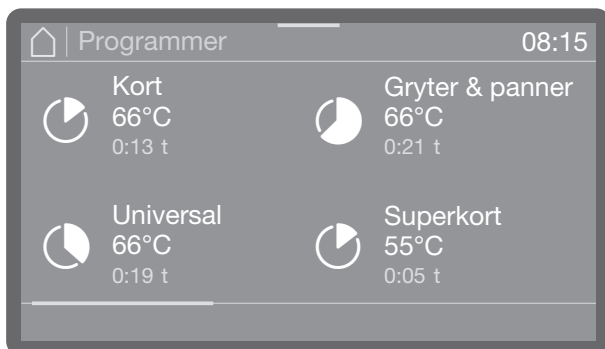 Programmer 08:15
Kort
66°C
0:13 t
Gryter & panner
66°C
0:21 t
Universal
66°C
0:19 t
Superkort
55°C
0:05 t